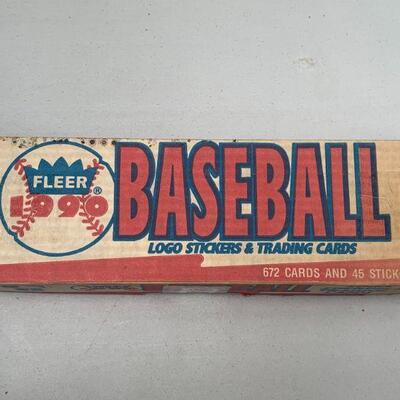 FLEER®
1990
BASEBALL
LOGO STICKERS & TRADING CARDS
672 CARDS AND 45 STICK